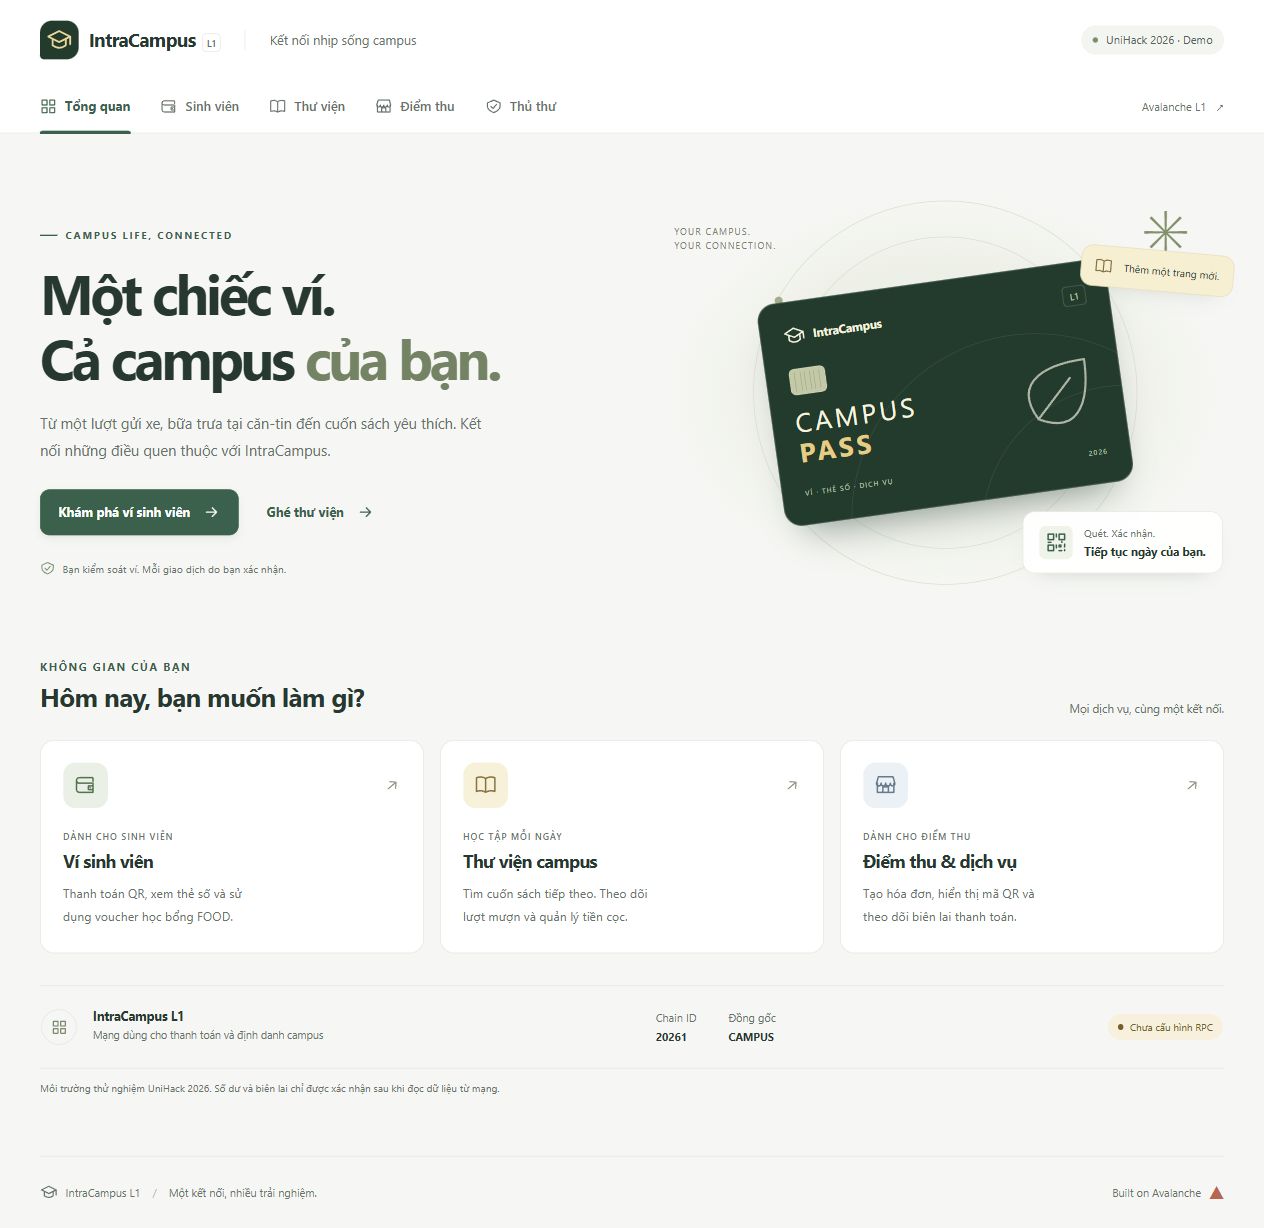 IntraCampus L1
Kết nối nhịp sống campus
UniHack 2026 · Demo
Tổng quan
Sinh viên
Thư viện
Điểm thu
Thủ thư
Avalanche L1 ↗
CAMPUS LIFE, CONNECTED
Một chiếc ví.
Cả campus của bạn.
Từ một lượt gửi xe, bữa trưa tại căn-tin đến cuốn sách yêu thích. Kết
nối những điều quen thuộc với IntraCampus.
Khám phá ví sinh viên →
Ghé thư viện →
Bạn kiểm soát ví. Mỗi giao dịch do bạn xác nhận.
YOUR CAMPUS.
YOUR CONNECTION.
Thêm một trang mới.
L1
IntraCampus
CAMPUS
PASS
2026
VÍ · THẺ SỐ · DỊCH VỤ
Quét. Xác nhận.
Tiếp tục ngày của bạn.
KHÔNG GIAN CỦA BẠN
Hôm nay, bạn muốn làm gì?
Mọi dịch vụ, cùng một kết nối.
DÀNH CHO SINH VIÊN
Ví sinh viên
Thanh toán QR, xem thẻ số và sử
dụng voucher học bổng FOOD.
HỌC TẬP MỖI NGÀY
Thư viện campus
Tìm cuốn sách tiếp theo. Theo dõi
lượt mượn và quản lý tiền cọc.
DÀNH CHO ĐIỂM THU
Điểm thu & dịch vụ
Tạo hóa đơn, hiển thị mã QR và
theo dõi biên lai thanh toán.
IntraCampus L1
Mạng dùng cho thanh toán và định danh campus
Chain ID
20261
Đồng gốc
CAMPUS
Chưa cấu hình RPC
Môi trường thử nghiệm UniHack 2026. Số dư và biên lai chỉ được xác nhận sau khi đọc dữ liệu từ mạng.
IntraCampus L1 / Một kết nối, nhiều trải nghiệm.
Built on Avalanche